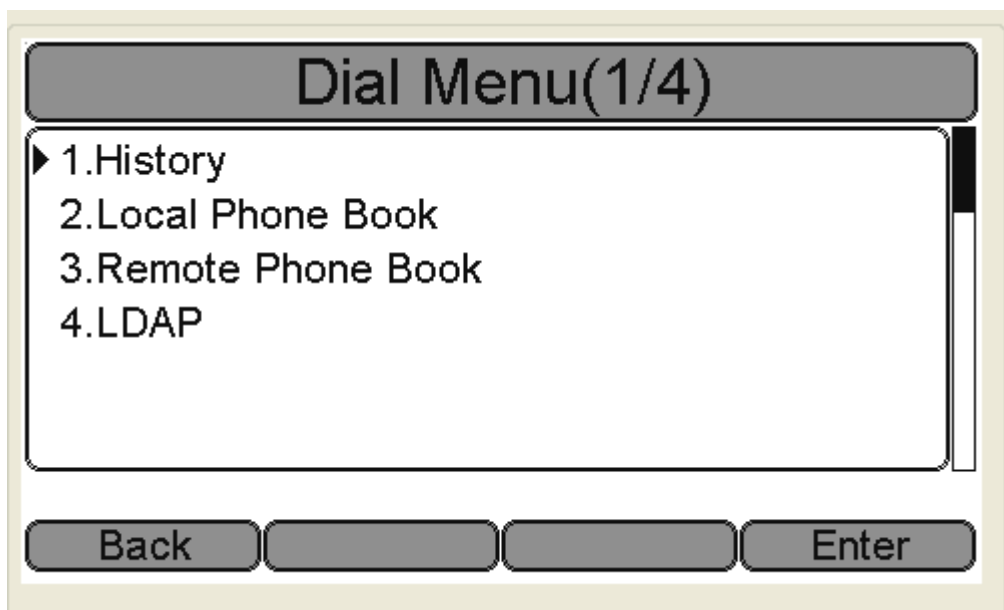 Dial Menu(1/4)
1.History
2.Local Phone Book
3.Remote Phone Book
4.LDAP
Back Enter